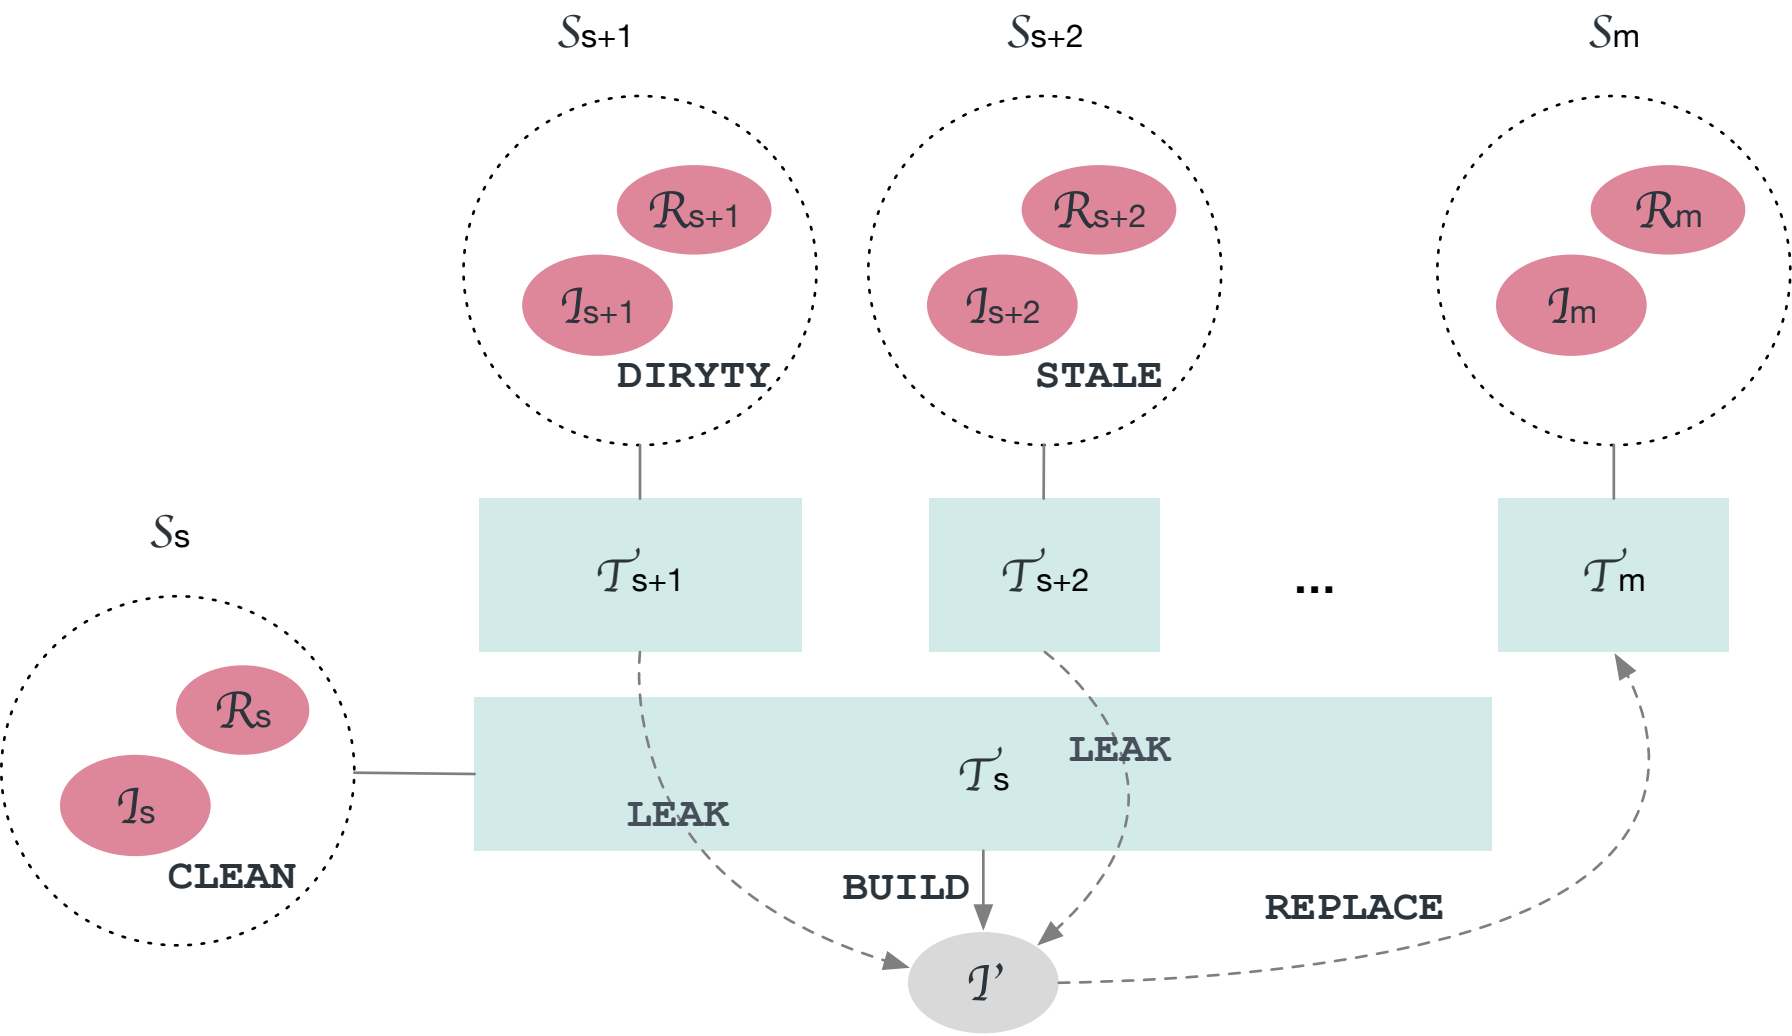 𝒮s+1
𝒮s+2
𝒮m
ℛs+1
ℛs+2
ℛm
ℐs+1
ℐs+2
ℐm
DIRYTY
STALE
𝒮s
𝒯s+1
𝒯s+2
...
𝒯m
ℛs
ℐs
CLEAN
𝒯s
LEAK
LEAK
BUILD
REPLACE
ℐ’